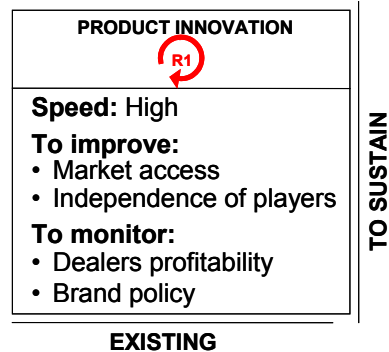 PRODUCT INNOVATION
R1
Speed: High
To improve:
• Market access
• Independence of players
To monitor:
• Dealers profitability
• Brand policy
TO SUSTAIN
EXISTING